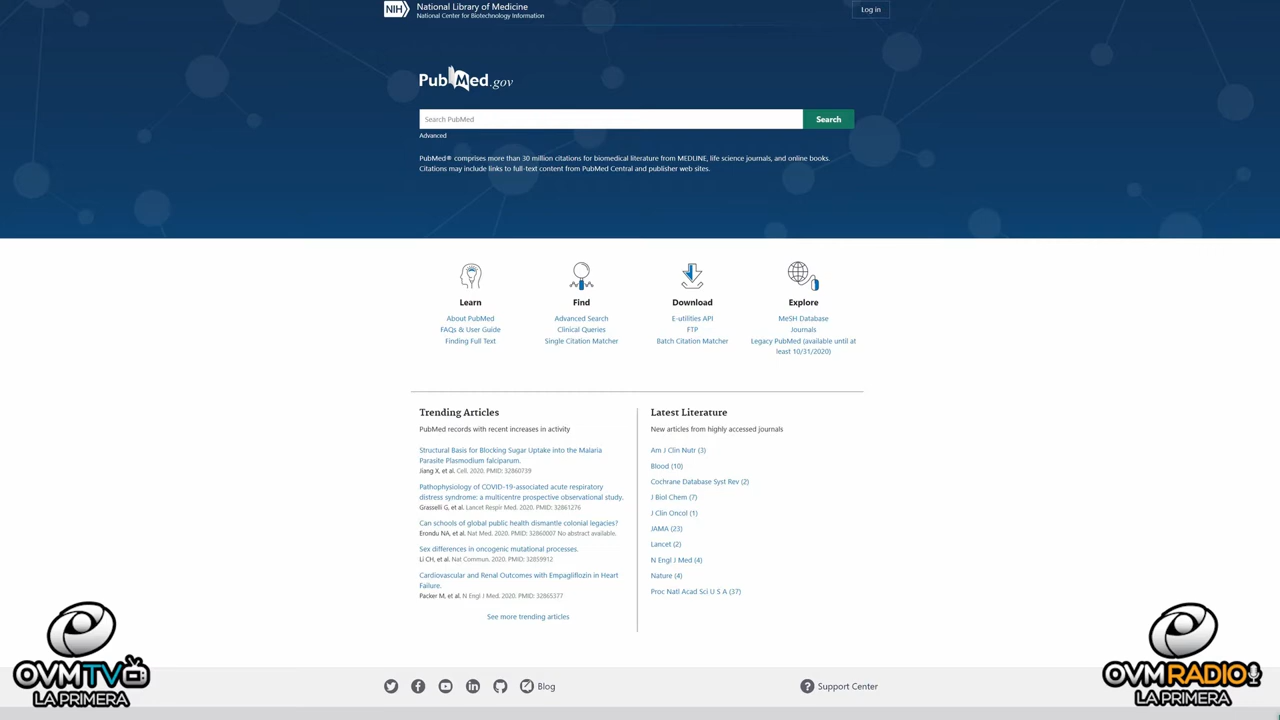 NIH National Library of Medicine
National Center for Biotechnology Information
Log in
PubMed.gov
Search PubMed
Search
Advanced
PubMed® comprises more than 30 million citations for biomedical literature from MEDLINE, life science journals, and online books.
Citations may include links to full-text content from PubMed Central and publisher web sites.
Learn
About PubMed
FAQs & User Guide
Finding Full Text
Find
Advanced Search
Clinical Queries
Single Citation Matcher
Download
E-utilities API
FTP
Batch Citation Matcher
Explore
MeSH Database
Journals
Legacy PubMed (available until at
least 10/31/2020)
Trending Articles
PubMed records with recent increases in activity
Structural Basis for Blocking Sugar Uptake into the Malaria
Parasite Plasmodium falciparum.
Jiang X, et al. Cell. 2020. PMID: 32860739
Pathophysiology of COVID-19-associated acute respiratory
distress syndrome: a multicentre prospective observational study.
Grasselli G, et al. Lancet Respir Med. 2020. PMID: 32861276
Can schools of global public health dismantle colonial legacies?
Erondu NA, et al. Nat Med. 2020. PMID: 32860007 No abstract available.
Sex differences in oncogenic mutational processes.
Li CH, et al. Nat Commun. 2020. PMID: 32859912
Cardiovascular and Renal Outcomes with Empagliflozin in Heart
Failure.
Packer M, et al. N Engl J Med. 2020. PMID: 32865377
See more trending articles
Latest Literature
New articles from highly accessed journals
Am J Clin Nutr (3)
Blood (10)
Cochrane Database Syst Rev (2)
J Biol Chem (7)
J Clin Oncol (1)
JAMA (23)
Lancet (2)
N Engl J Med (4)
Nature (4)
Proc Natl Acad Sci U S A (37)
Blog
Support Center
OVMTV
LA PRIMERA
OVMRADIO
LA PRIMERA